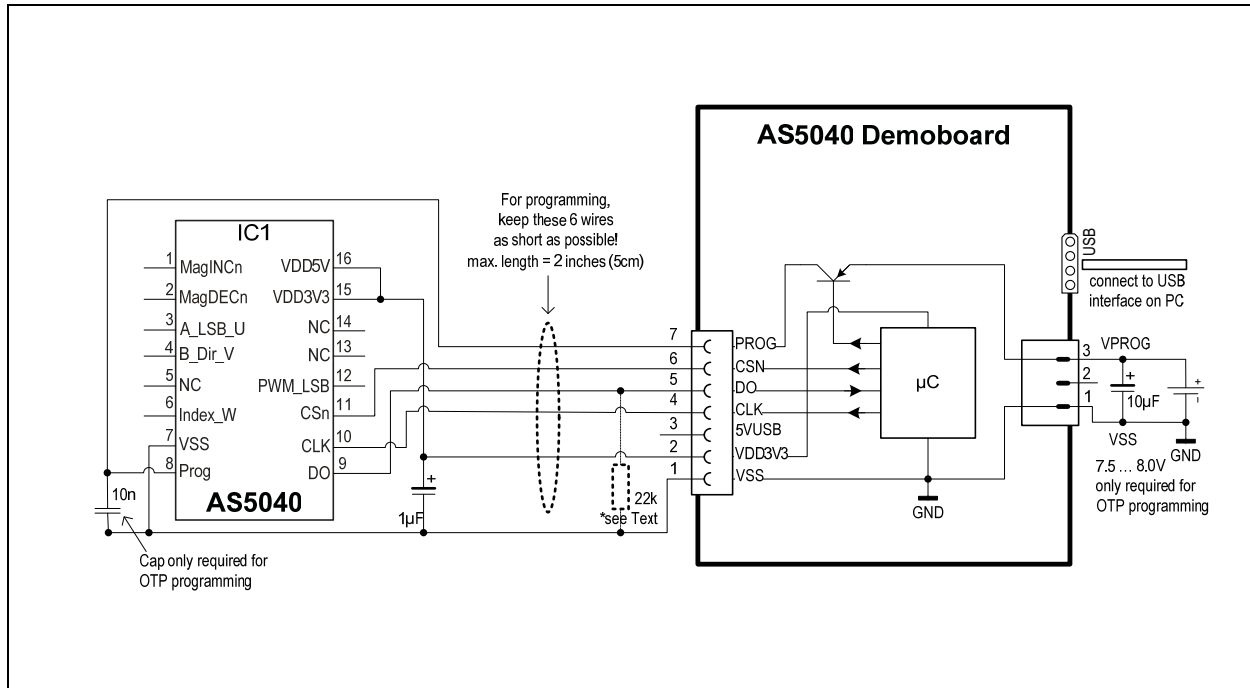 AS5040 Demoboard
For programming,
keep these 6 wires
as short as possible!
max. length = 2 inches (5cm)
IC1
1 MagINCn
2 MagDECn
3 A_LSB_U
4 B_Dir_V
5 NC
6 Index_W
7 VSS
8 Prog
VDD5V 16
VDD3V3 15
NC 14
NC 13
PWM_LSB 12
CSn 11
CLK 10
DO 9
AS5040
10n
Cap only required for
OTP programming
+
1µF
22k
*see Text
7 PROG
6 CSN
5 DO
4 CLK
3 5VUSB
2 VDD3V3
1 VSS
µC
GND
USB
connect to USB
interface on PC
3 VPROG
2
1
+
10µF
+
-
VSS
GND
7.5 ... 8.0V
only required for
OTP programming